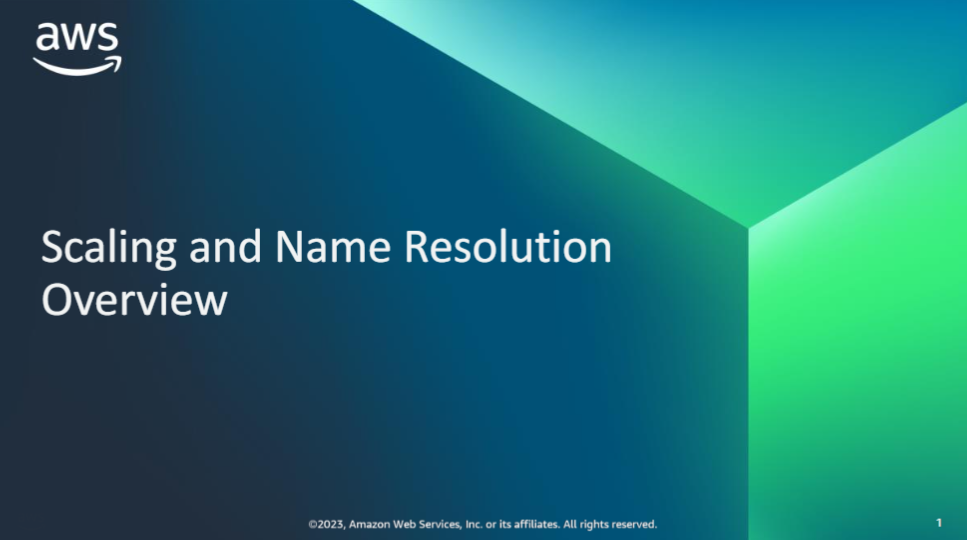 aws
Scaling and Name Resolution
Overview
©2023, Amazon Web Services, Inc. or its affiliates. All rights reserved.
1